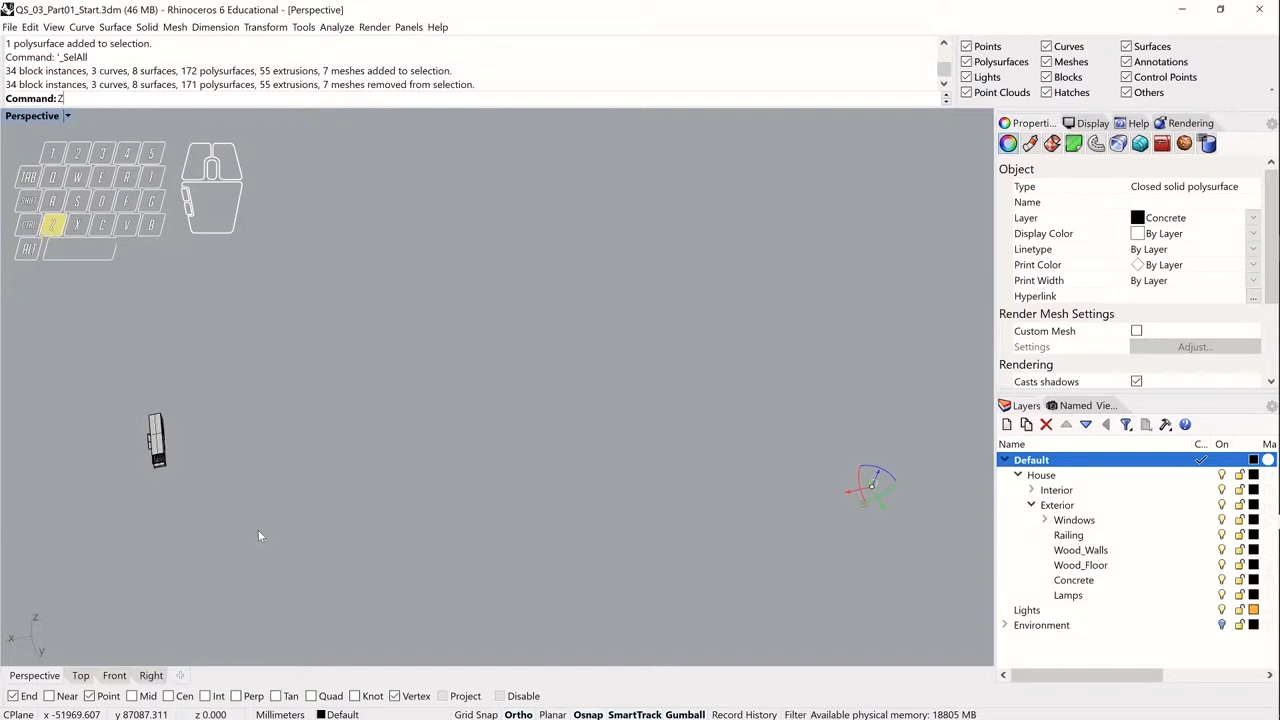 QS_03_Part01_Start.3dm (46 MB) - Rhinoceros 6 Educational - [Perspective]
File Edit View Curve Surface Solid Mesh Dimension Transform Tools Analyze Render Panels Help
1 polysurface added to selection.
Command: '_SelAll
34 block instances, 3 curves, 8 surfaces, 172 polysurfaces, 55 extrusions, 7 meshes added to selection.
34 block instances, 3 curves, 8 surfaces, 171 polysurfaces, 55 extrusions, 7 meshes removed from selection.
Command: Z
Points Curves Surfaces
Polysurfaces Meshes Annotations
Lights Blocks Control Points
Point Clouds Hatches Others
Perspective
1 2 3 4 5
TAB Q W E R T
SHIFT A S D F G
CTRL Z X C V B
ALT
z
x
y
Properti... Display Help Rendering
Object
Type Closed solid polysurface
Name
Layer Concrete
Display Color By Layer
Linetype By Layer
Print Color By Layer
Print Width By Layer
Hyperlink ...
Render Mesh Settings
Custom Mesh
Settings Adjust...
Rendering
Casts shadows
Layers Named Vie...
Name C... On Ma
Default
House
Interior
Exterior
Windows
Railing
Wood_Walls
Wood_Floor
Concrete
Lamps
Lights
Environment
Perspective Top Front Right
End Near Point Mid Cen Int Perp Tan Quad Knot Vertex Project Disable
CPlane x -51969.607 y 87087.311 z 0.000 Millimeters Default Grid Snap Ortho Planar Osnap SmartTrack Gumball Record History Filter Available physical memory: 18805 MB